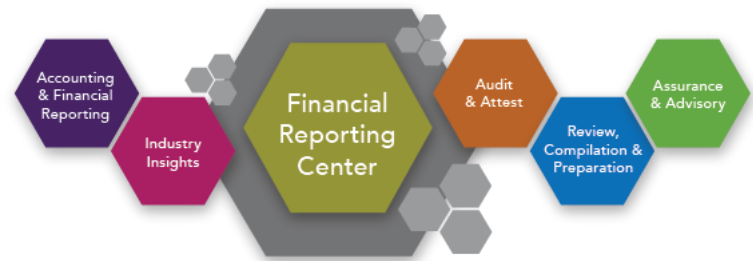 Accounting
& Financial
Reporting
Industry
Insights
Financial
Reporting
Center
Audit
& Attest
Review,
Compilation &
Preparation
Assurance
& Advisory